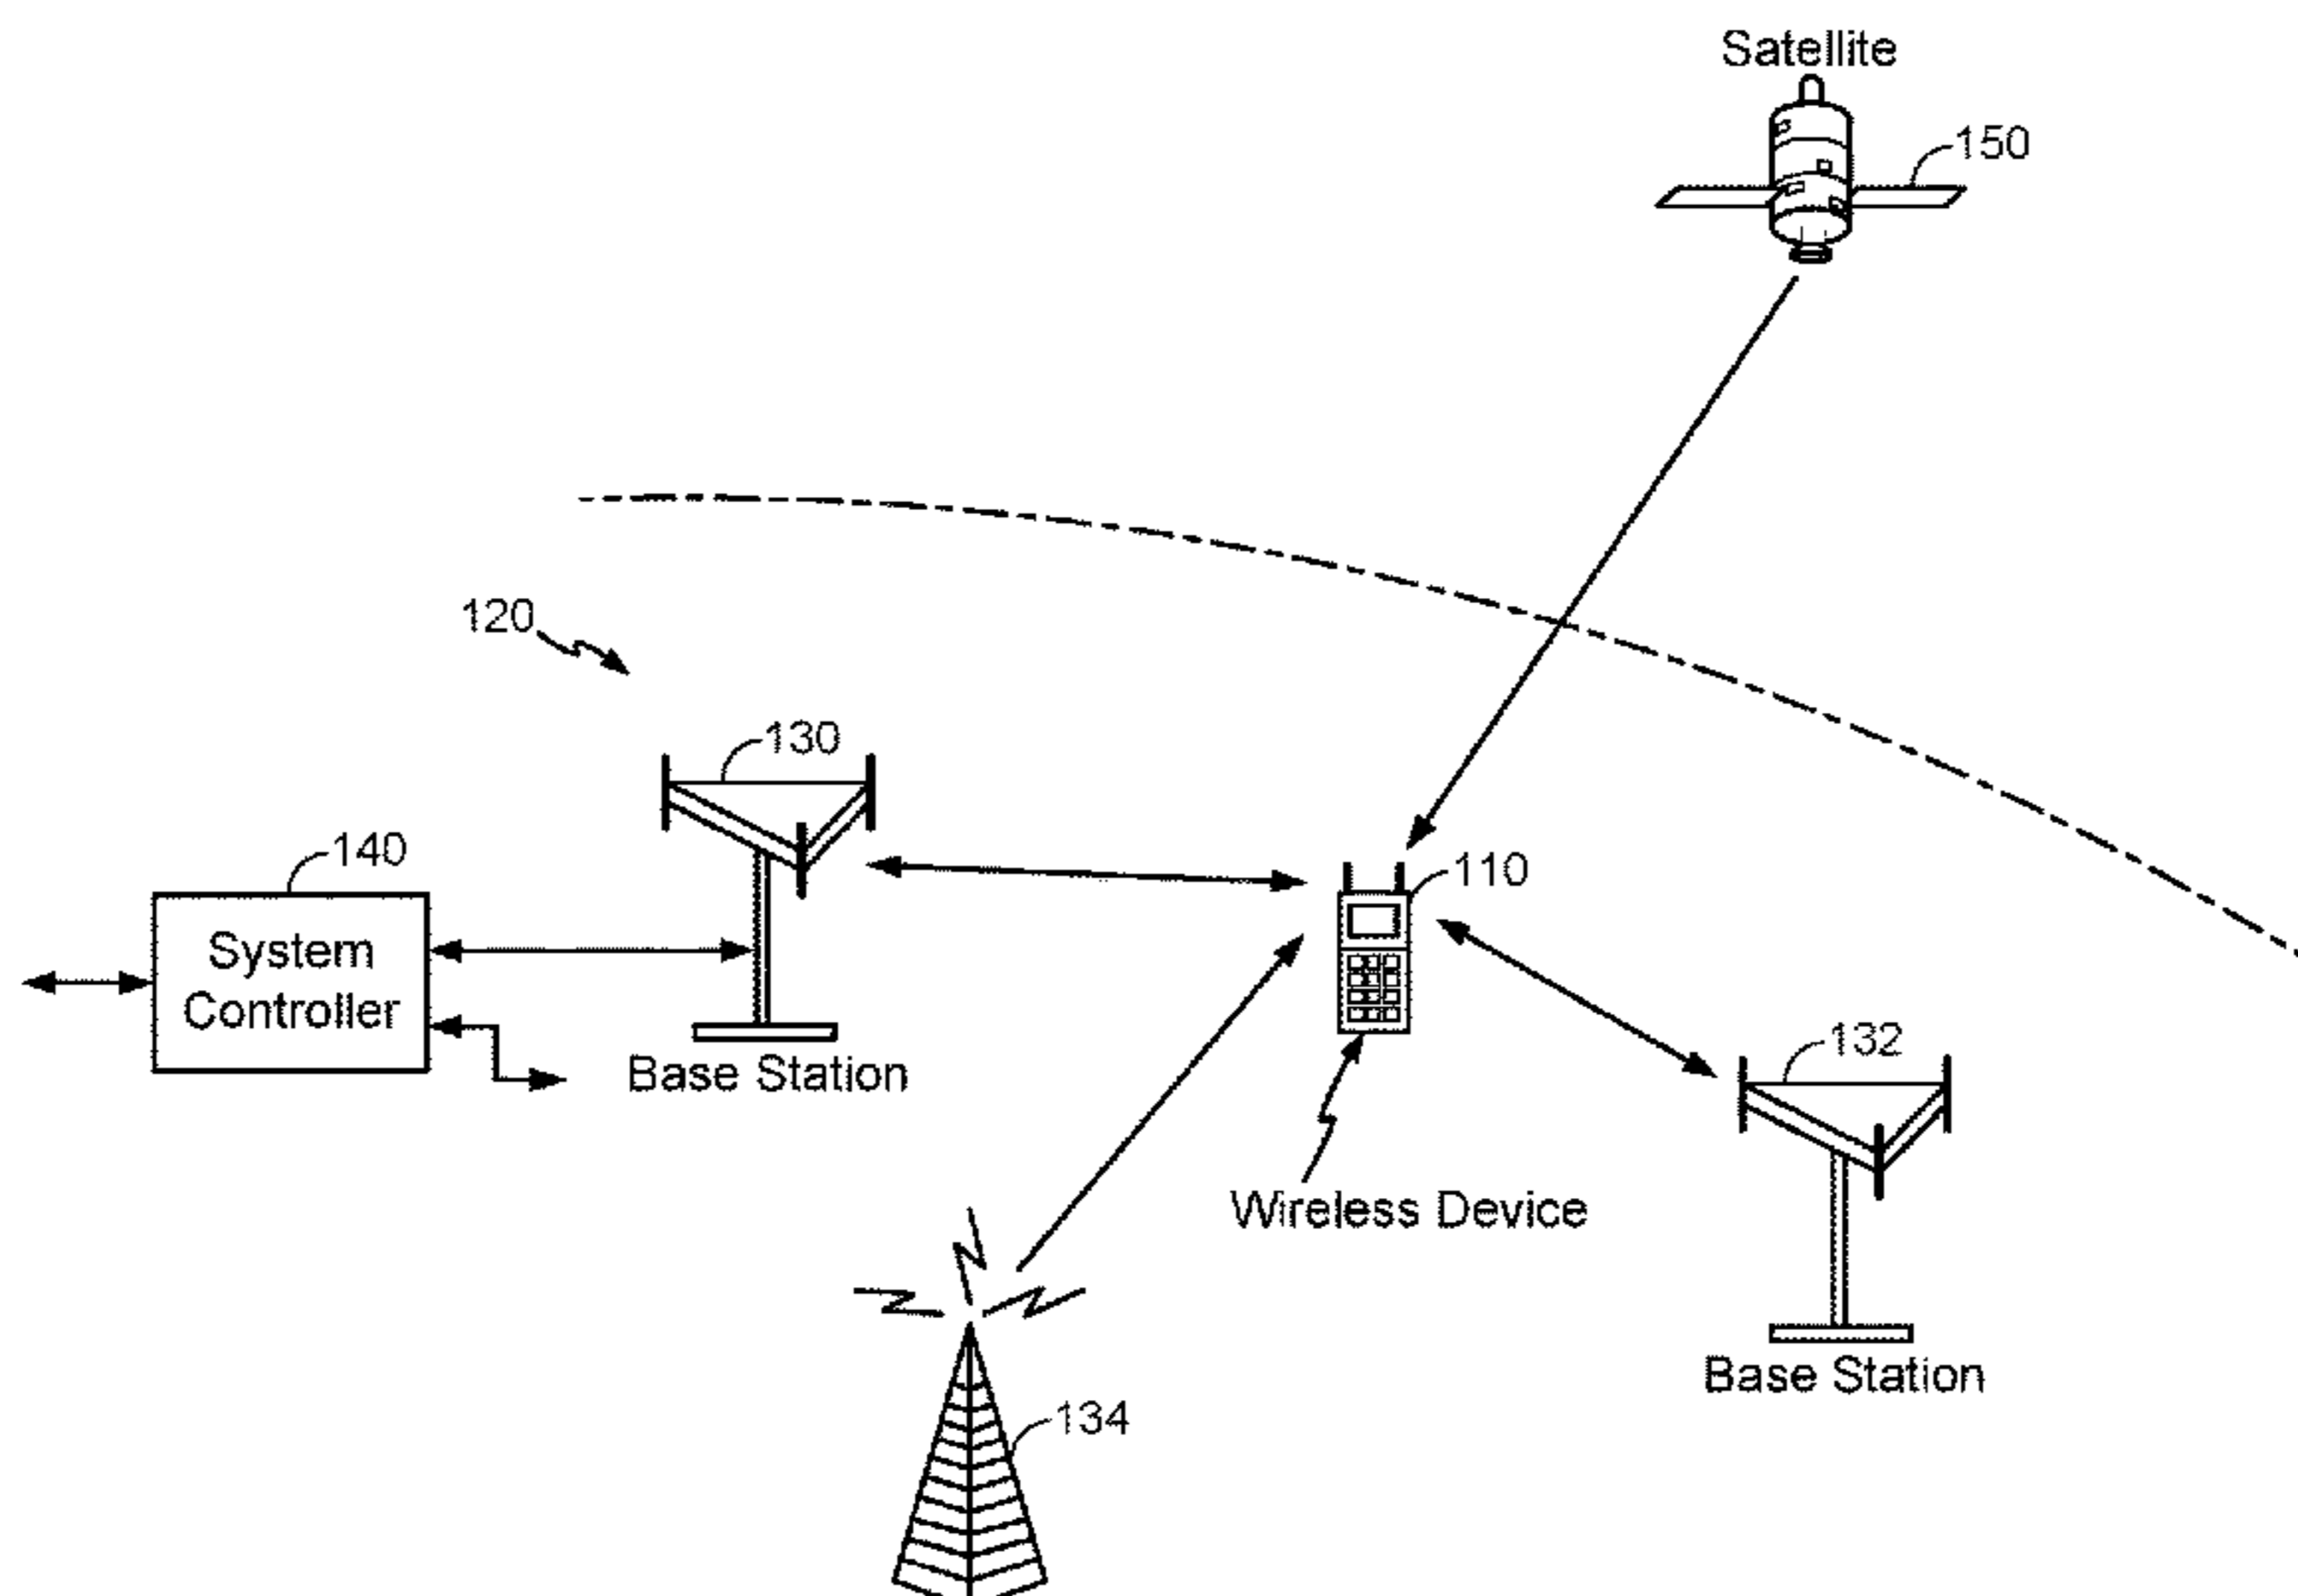 Satellite
150
120
130
140
110
System
Controller
132
Base Station
Wireless Device
Base Station
134